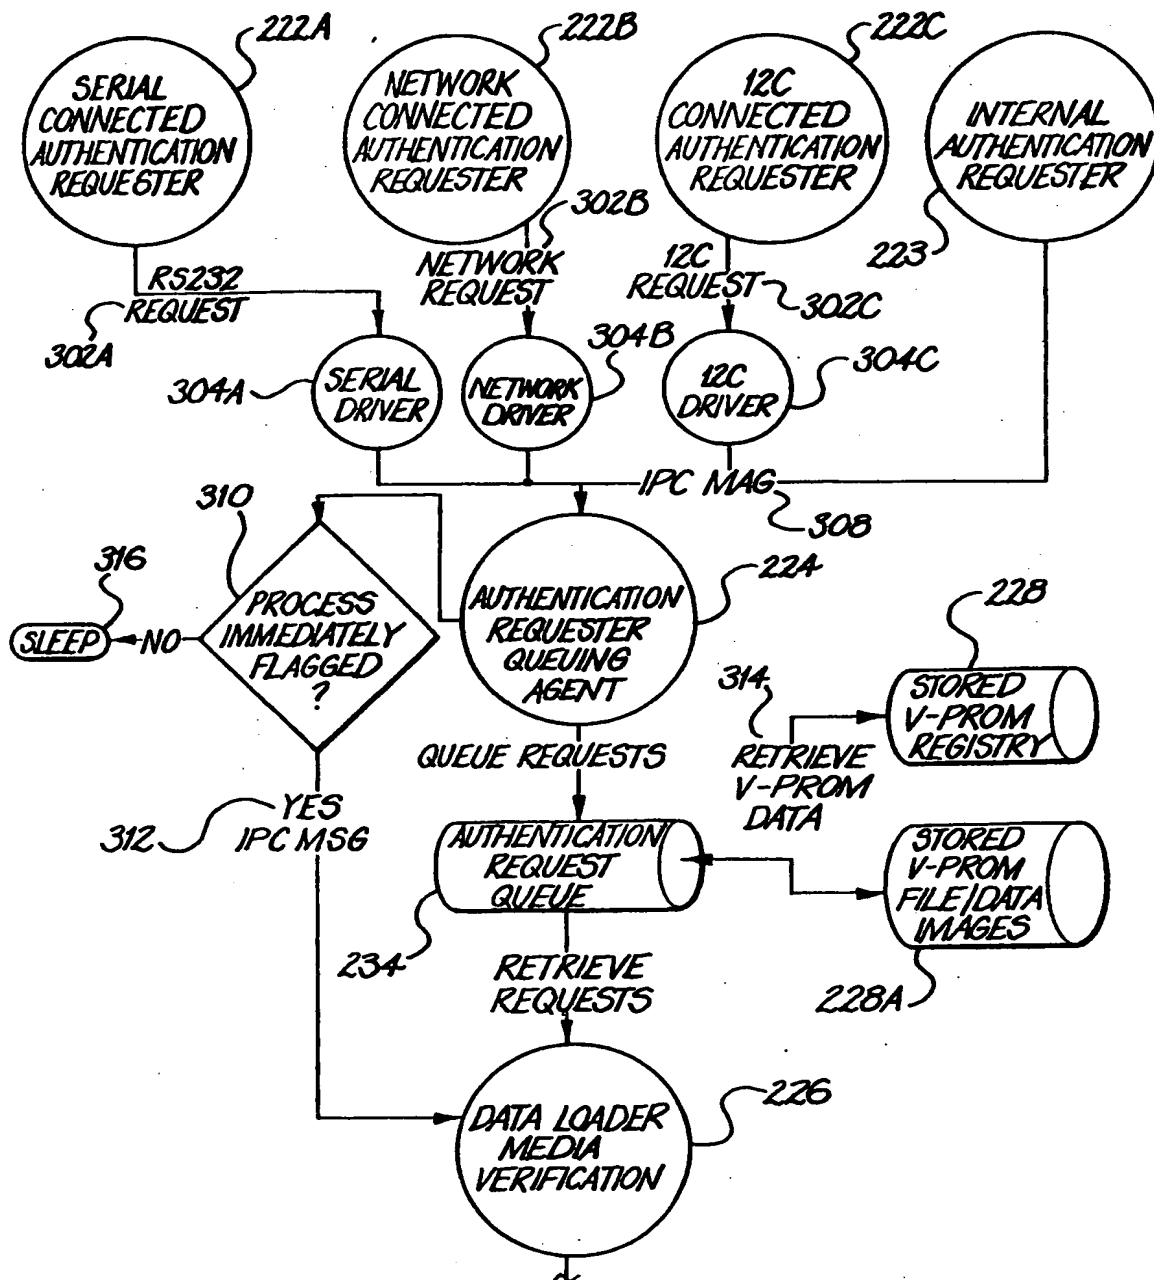 222A
222B
222C
SERIAL
CONNECTED
AUTHENTICATION
REQUESTER
NETWORK
CONNECTED
AUTHENTICATION
REQUESTER
12C
CONNECTED
AUTHENTICATION
REQUESTER
INTERNAL
AUTHENTICATION
REQUESTER
223
RS232
REQUEST
302A
302B
NETWORK
REQUEST
12C
REQUEST
302C
304A
SERIAL
DRIVER
304B
NETWORK
DRIVER
12C
DRIVER
304C
IPC MAG
308
310
316
SLEEP
NO
PROCESS
IMMEDIATELY
FLAGGED
?
AUTHENTICATION
REQUESTER
QUEUING
AGENT
224
228
314
STORED
V-PROM
REGISTRY
RETRIEVE
V-PROM
DATA
QUEUE REQUESTS
312
YES
IPC MSG
AUTHENTICATION
REQUEST
QUEUE
234
STORED
V-PROM
FILE/DATA
IMAGES
228A
RETRIEVE
REQUESTS
DATA LOADER
MEDIA
VERIFICATION
226